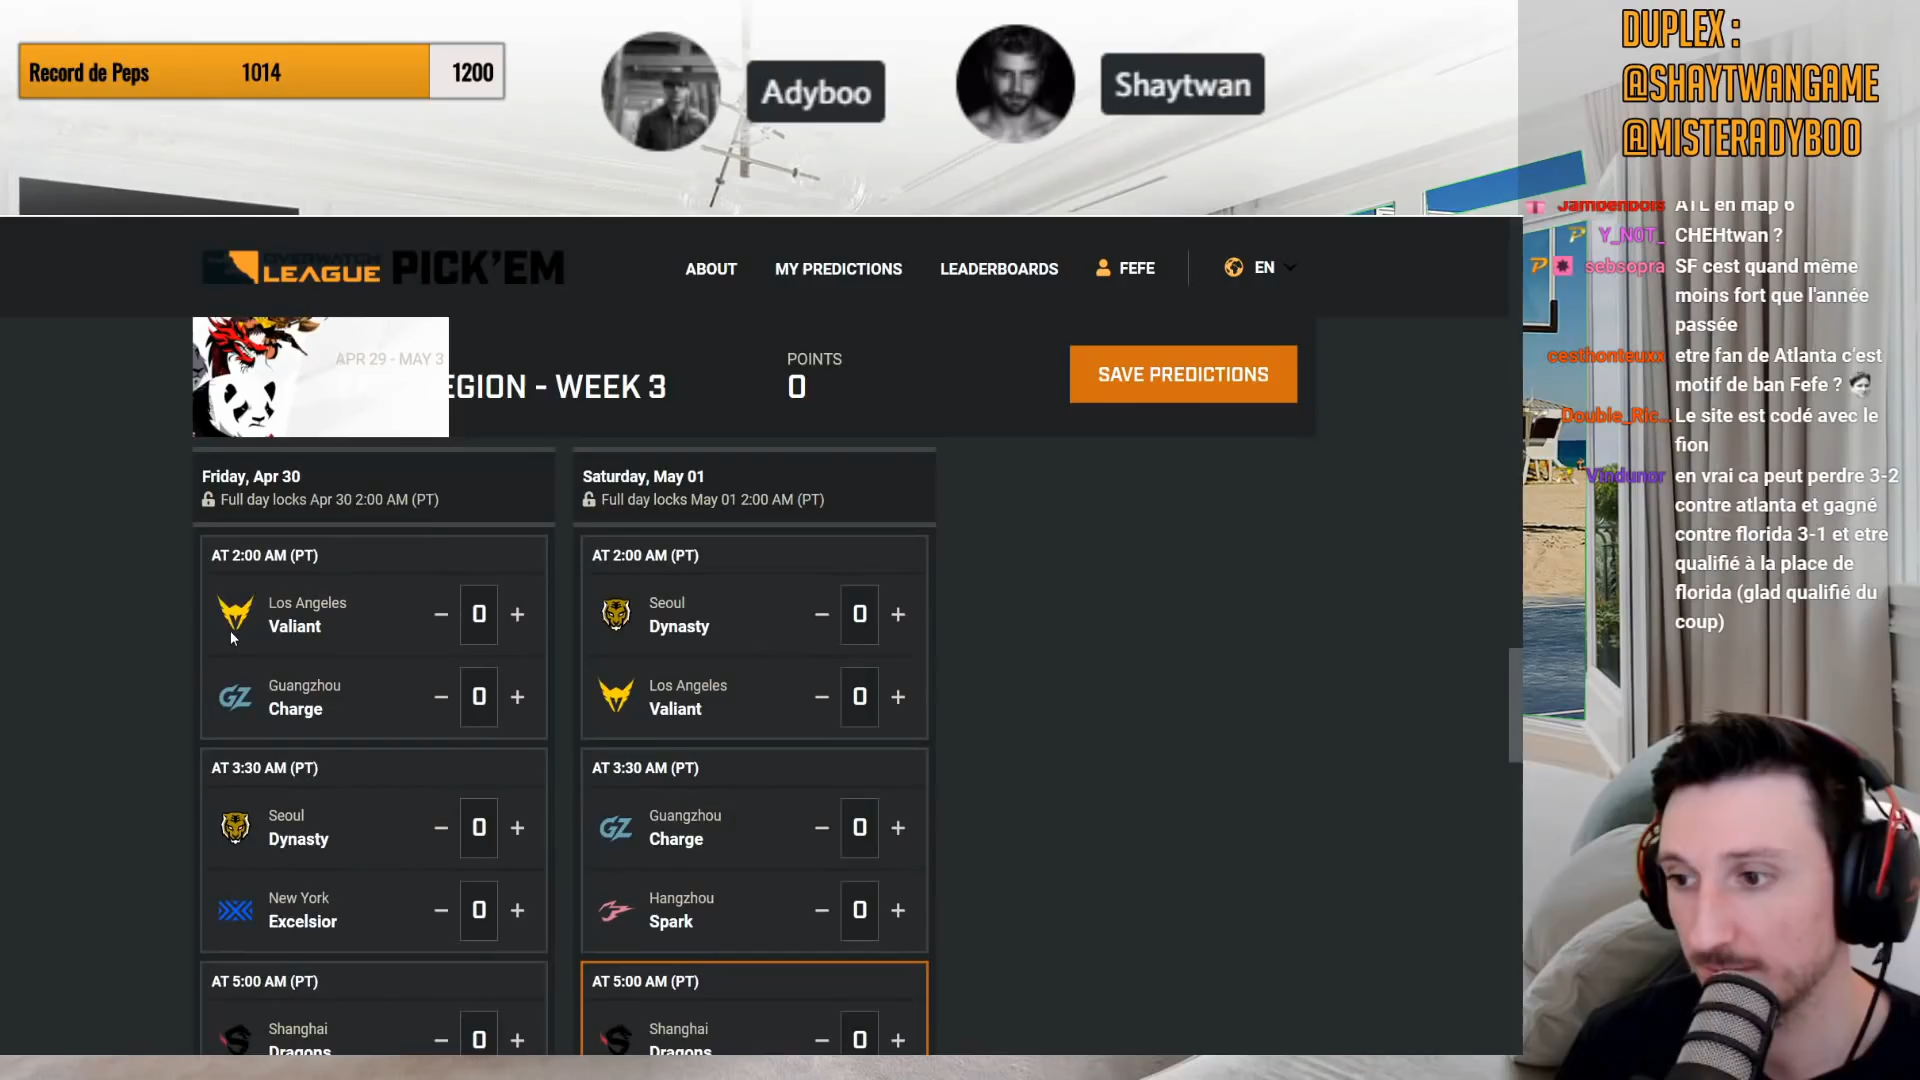 Record de Peps 1014 1200
Adyboo
Shaytwan
DUPLEX :
@SHAYTWANGAME
@MISTERADYBOO
OVERWATCH
LEAGUE PICK'EM
ABOUT MY PREDICTIONS LEADERBOARDS FEFE EN
APR 29 - MAY 3
EGION - WEEK 3
POINTS
0
SAVE PREDICTIONS
Friday, Apr 30
Full day locks Apr 30 2:00 AM (PT)
AT 2:00 AM (PT)
Los Angeles
Valiant
− 0 +
GZ
Guangzhou
Charge
− 0 +
AT 3:30 AM (PT)
Seoul
Dynasty
− 0 +
New York
Excelsior
− 0 +
AT 5:00 AM (PT)
Shanghai
Dragons
− 0 +
Saturday, May 01
Full day locks May 01 2:00 AM (PT)
AT 2:00 AM (PT)
Seoul
Dynasty
− 0 +
Los Angeles
Valiant
− 0 +
AT 3:30 AM (PT)
GZ
Guangzhou
Charge
− 0 +
Hangzhou
Spark
− 0 +
AT 5:00 AM (PT)
Shanghai
Dragons
− 0 +
Jambenbois ATL en map 6
Y_N0T_ CHEHtwan ?
sebsopra SF cest quand même
moins fort que l'année
passée
cesthonteuxx etre fan de Atlanta c'est
motif de ban Fefe ?
Double_Ric... Le site est codé avec le
fion
Vindunor en vrai ca peut perdre 3-2
contre atlanta et gagné
contre florida 3-1 et etre
qualifié à la place de
florida (glad qualifié du
coup)